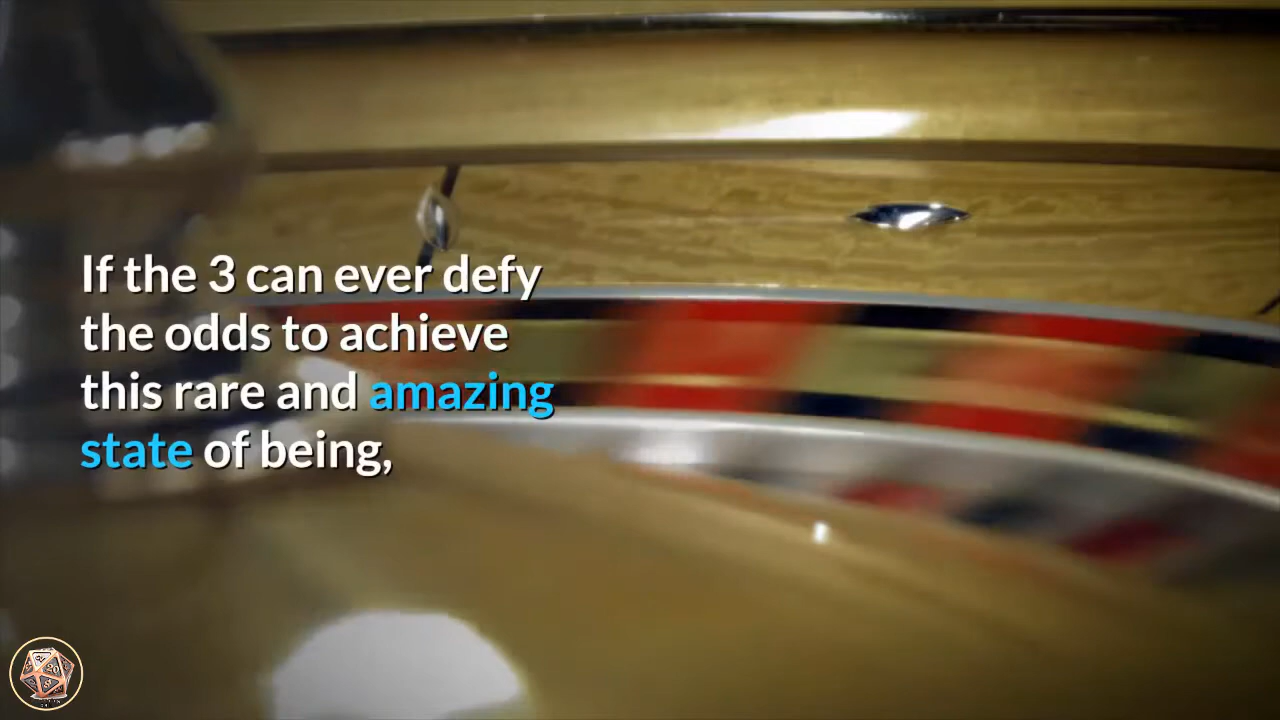 If the 3 can ever defy
the odds to achieve
this rare and amazing
state of being,